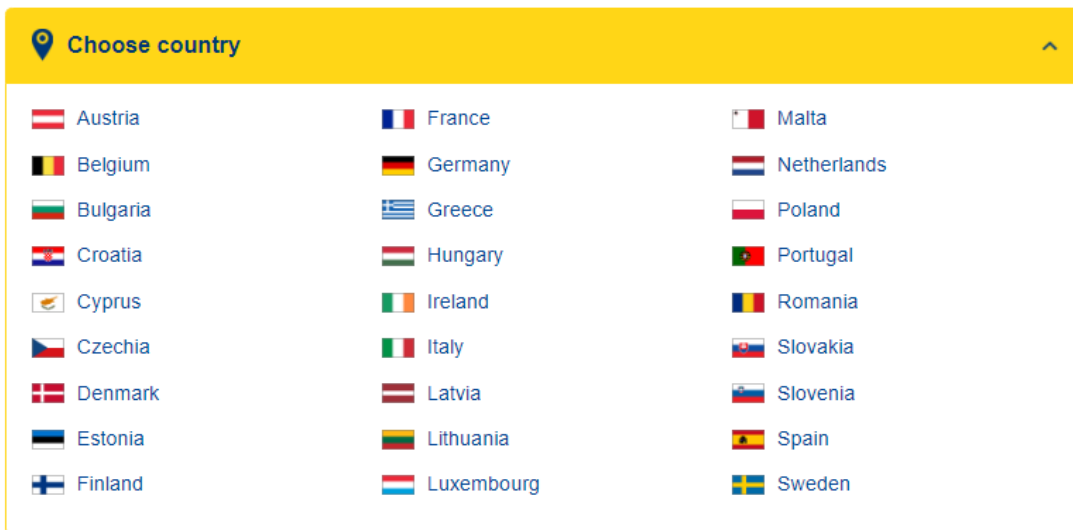 Choose country
Austria
Belgium
Bulgaria
Croatia
Cyprus
Czechia
Denmark
Estonia
Finland
France
Germany
Greece
Hungary
Ireland
Italy
Latvia
Lithuania
Luxembourg
Malta
Netherlands
Poland
Portugal
Romania
Slovakia
Slovenia
Spain
Sweden